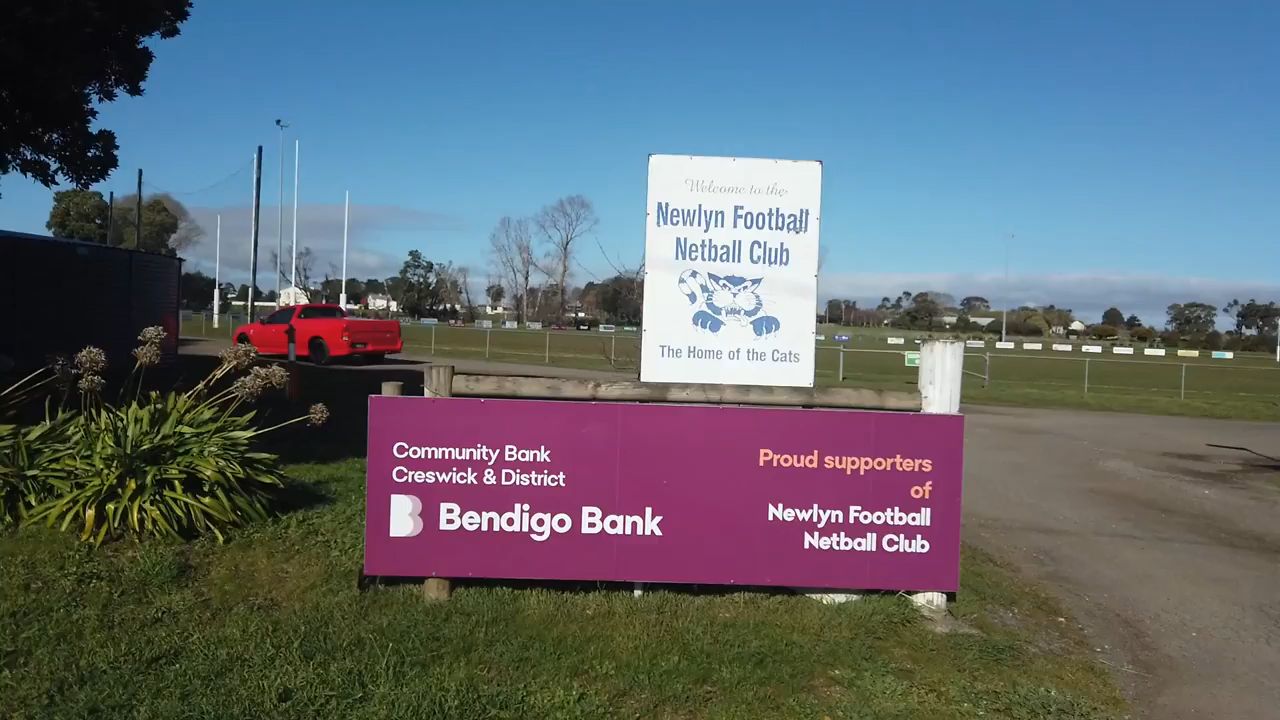 Welcome to the
Newlyn Football
Netball Club
The Home of the Cats
Community Bank
Creswick & District
Bendigo Bank
Proud supporters
of
Newlyn Football
Netball Club